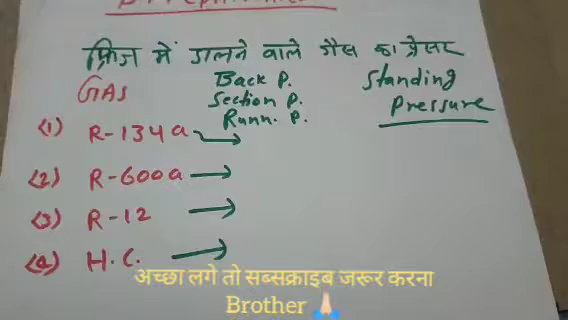 फ्रिज में डालने वाले गैस का प्रेसर
GAS
Back P.
Section P.
Runn. P.
Standing
Pressure
(1) R-134a
(2) R-600a
(3) R-12
(4) H.C.
अच्छा लगे तो सब्सक्राइब जरूर करना
Brother 🙏🏻